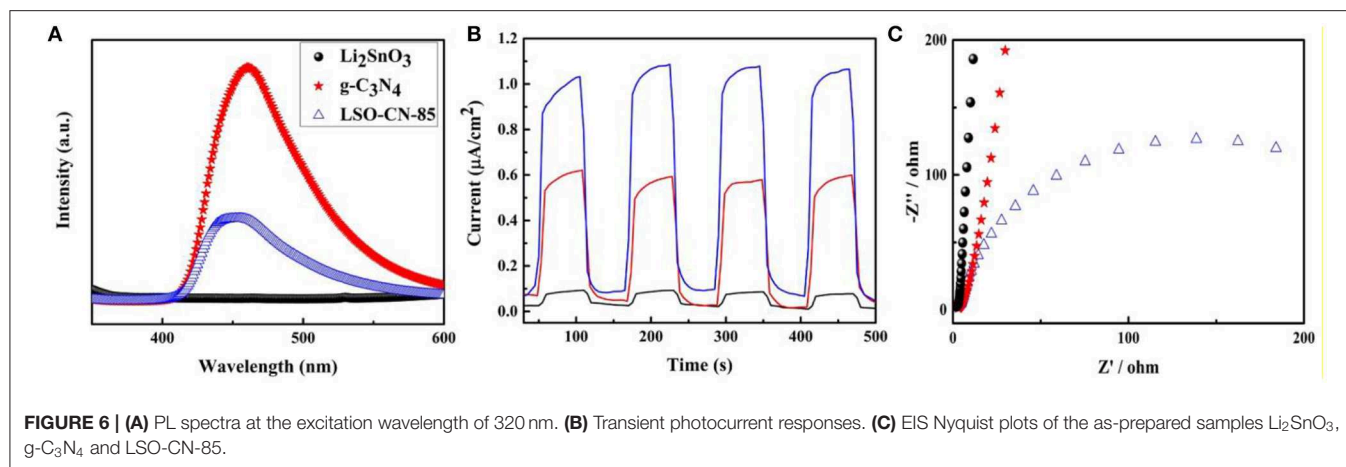 A
Intensity (a.u.)
Li₂SnO₃
g-C₃N₄
LSO-CN-85
400
500
600
Wavelength (nm)
B
Current (μA/cm²)
1.2
1.0
0.8
0.6
0.4
0.2
0.0
100
200
300
400
500
Time (s)
C
-Z'' / ohm
200
100
0
0
100
200
Z' / ohm
FIGURE 6 | (A) PL spectra at the excitation wavelength of 320 nm. (B) Transient photocurrent responses. (C) EIS Nyquist plots of the as-prepared samples Li₂SnO₃,
g-C₃N₄ and LSO-CN-85.